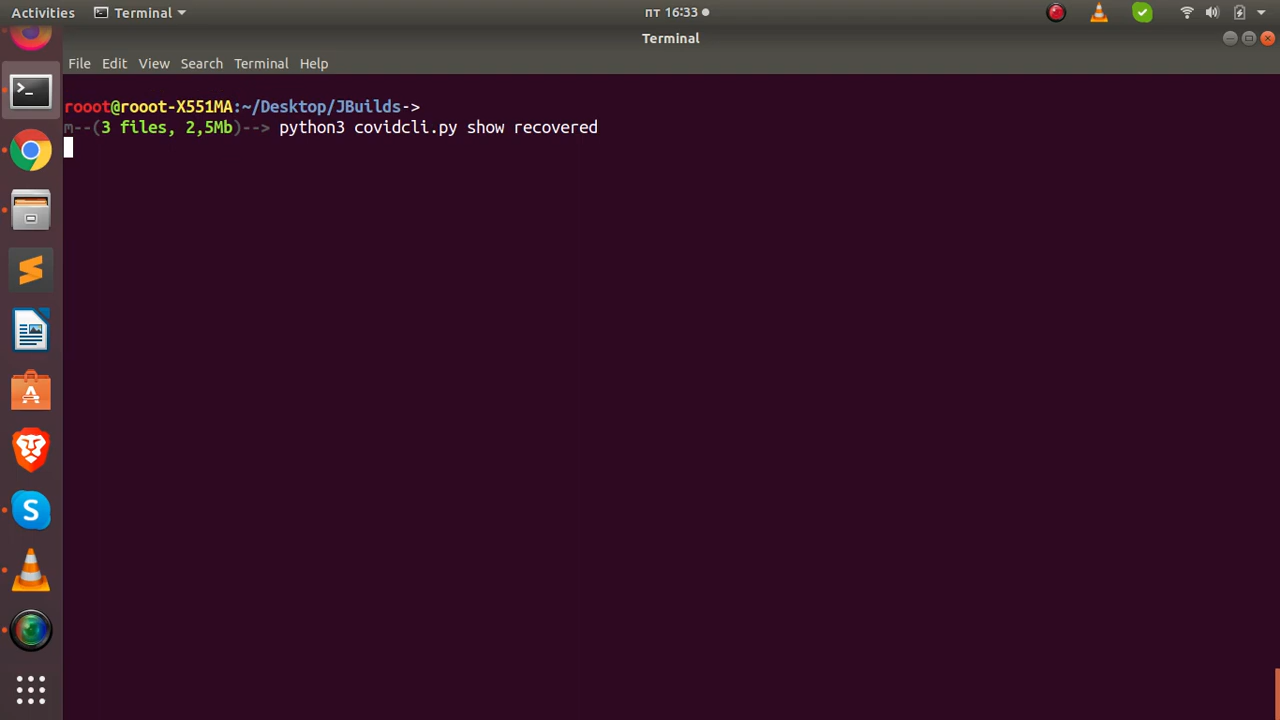 Activities Terminal пт 16:33
Terminal
File Edit View Search Terminal Help
rooot@rooot-X551MA:~/Desktop/JBuilds->
m--(3 files, 2,5Mb)--> python3 covidcli.py show recovered